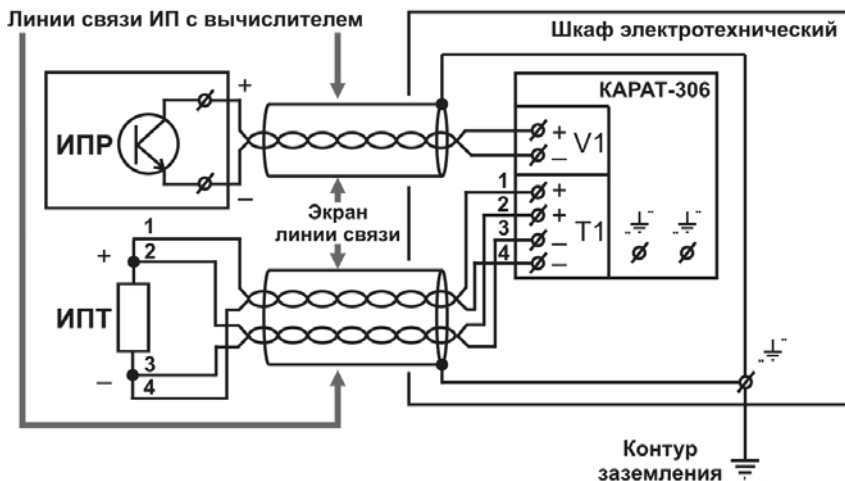 Линии связи ИП с вычислителем
Шкаф электротехнический
КАРАТ-306
ИПР
+
–
+
–
V1
Экран
линии связи
1
2
3
4
+
+
–
–
T1
ИПТ
+
–
1
2
3
4
Контур
заземления